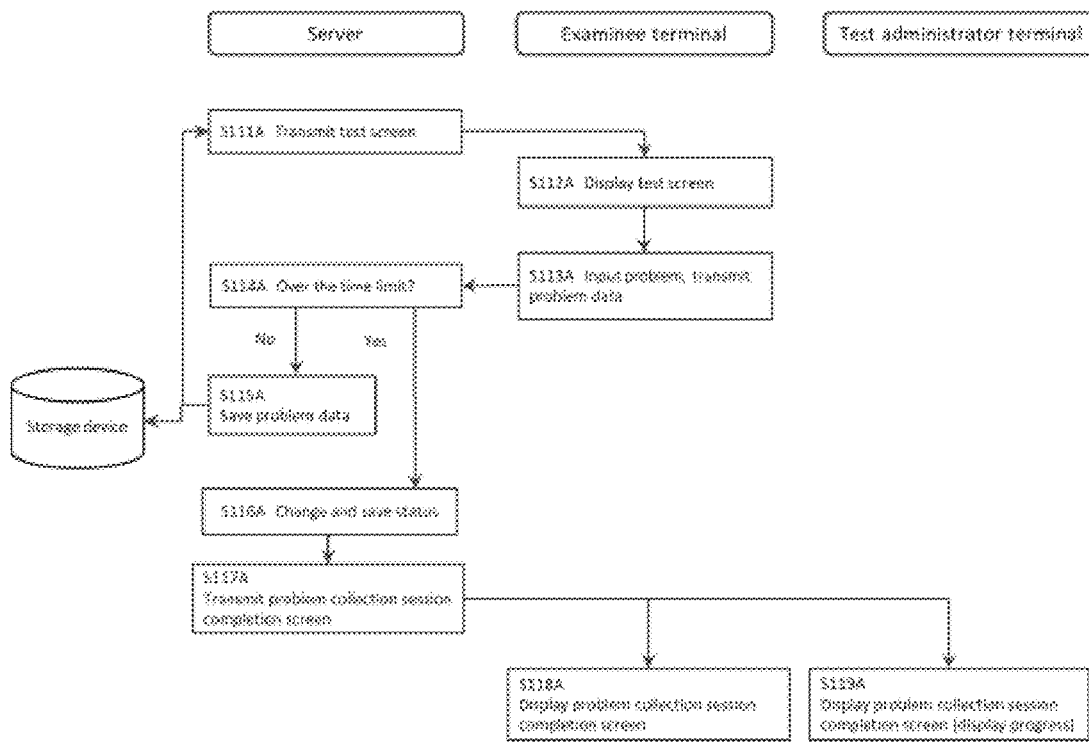 Server
Examinee terminal
Test administrator terminal
S111A Transmit test screen
S112A Display test screen
S113A Input problem, transmit
problem data
S114A Over the time limit?
No
Yes
S115A
Save problem data
Storage device
S116A Change and save status
S117A
Transmit problem collection session
completion screen
S118A
Display problem collection session
completion screen
S119A
Display problem collection session
completion screen (display progress)